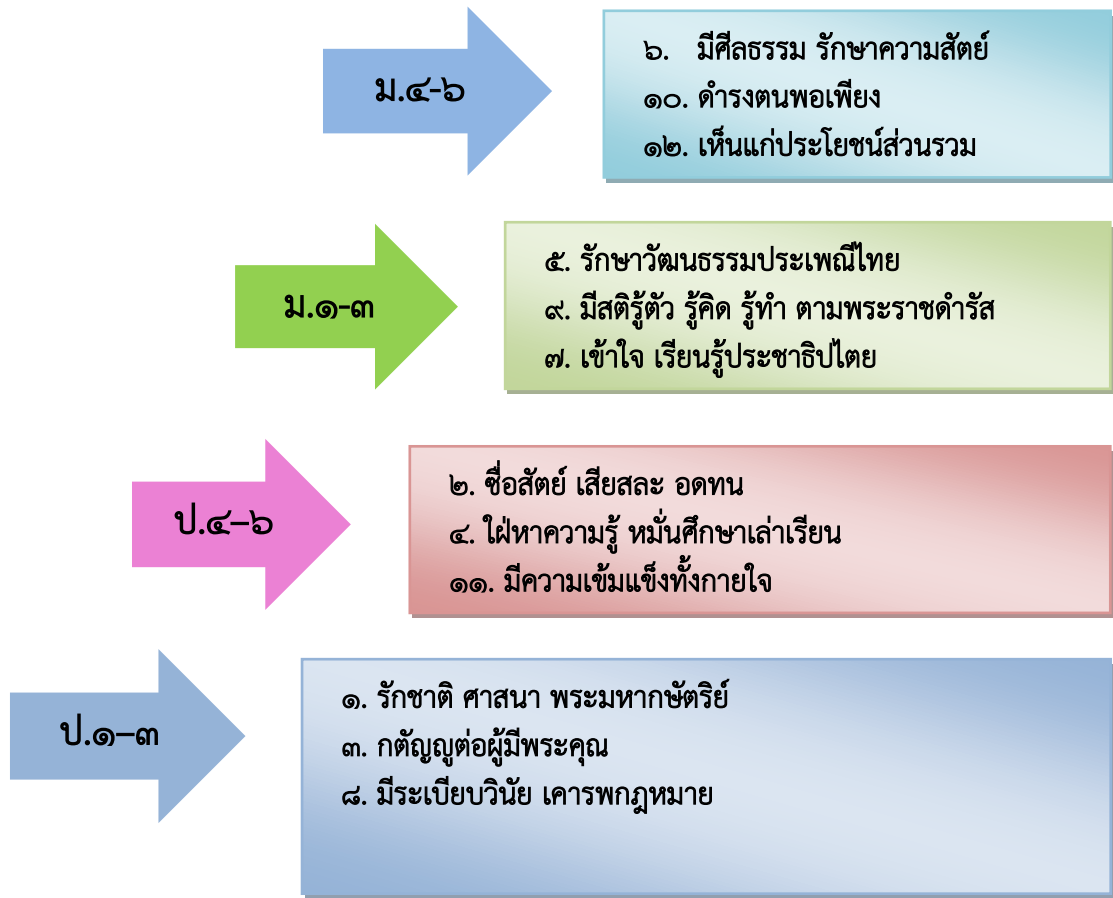 ม.๔-๖
๖. มีศีลธรรม รักษาความสัตย์
๑๐. ดำรงตนพอเพียง
๑๒. เห็นแก่ประโยชน์ส่วนรวม
ม.๑-๓
๕. รักษาวัฒนธรรมประเพณีไทย
๙. มีสติรู้ตัว รู้คิด รู้ทำ ตามพระราชดำรัส
๗. เข้าใจ เรียนรู้ประชาธิปไตย
ป.๔–๖
๒. ซื่อสัตย์ เสียสละ อดทน
๔. ใฝ่หาความรู้ หมั่นศึกษาเล่าเรียน
๑๑. มีความเข้มแข็งทั้งกายใจ
ป.๑–๓
๑. รักชาติ ศาสนา พระมหากษัตริย์
๓. กตัญญูต่อผู้มีพระคุณ
๘. มีระเบียบวินัย เคารพกฎหมาย